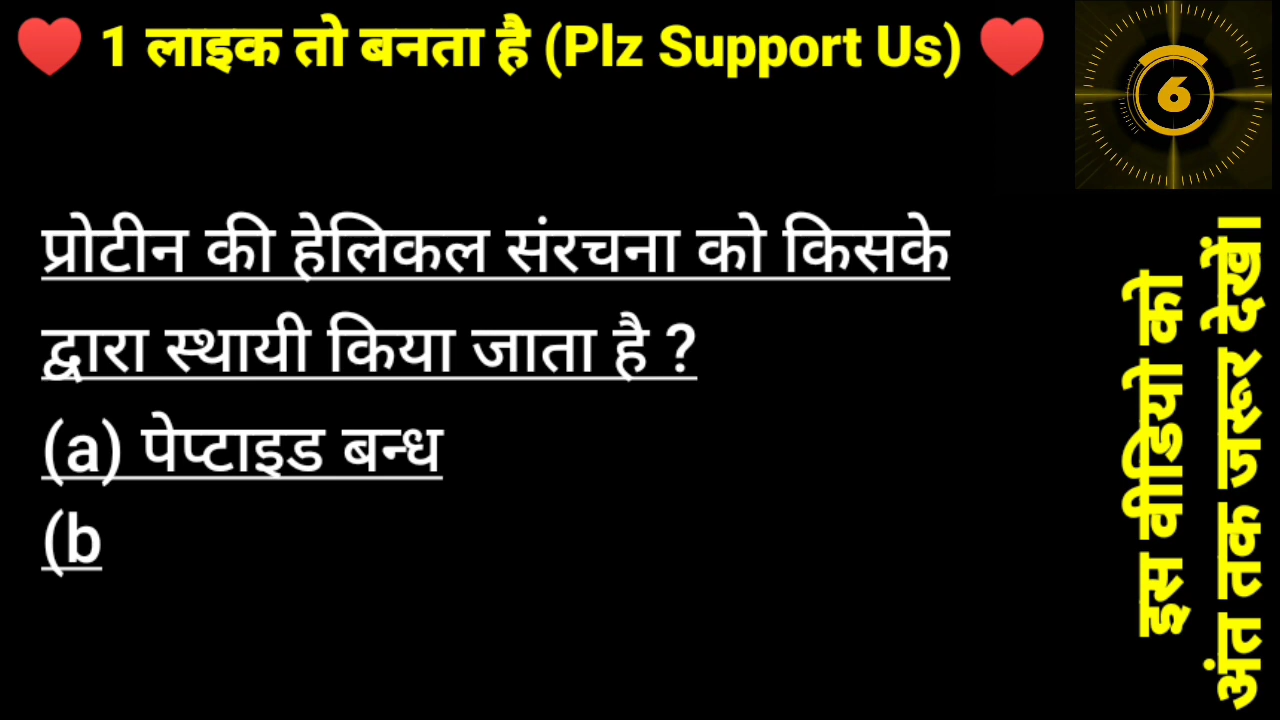 ❤️ 1 लाइक तो बनता है (Plz Support Us) ❤️
6
प्रोटीन की हेलिकल संरचना को किसके
द्वारा स्थायी किया जाता है ?
(a) पेप्टाइड बन्ध
(b
इस वीडियो को
अंत तक जरूर देखें।